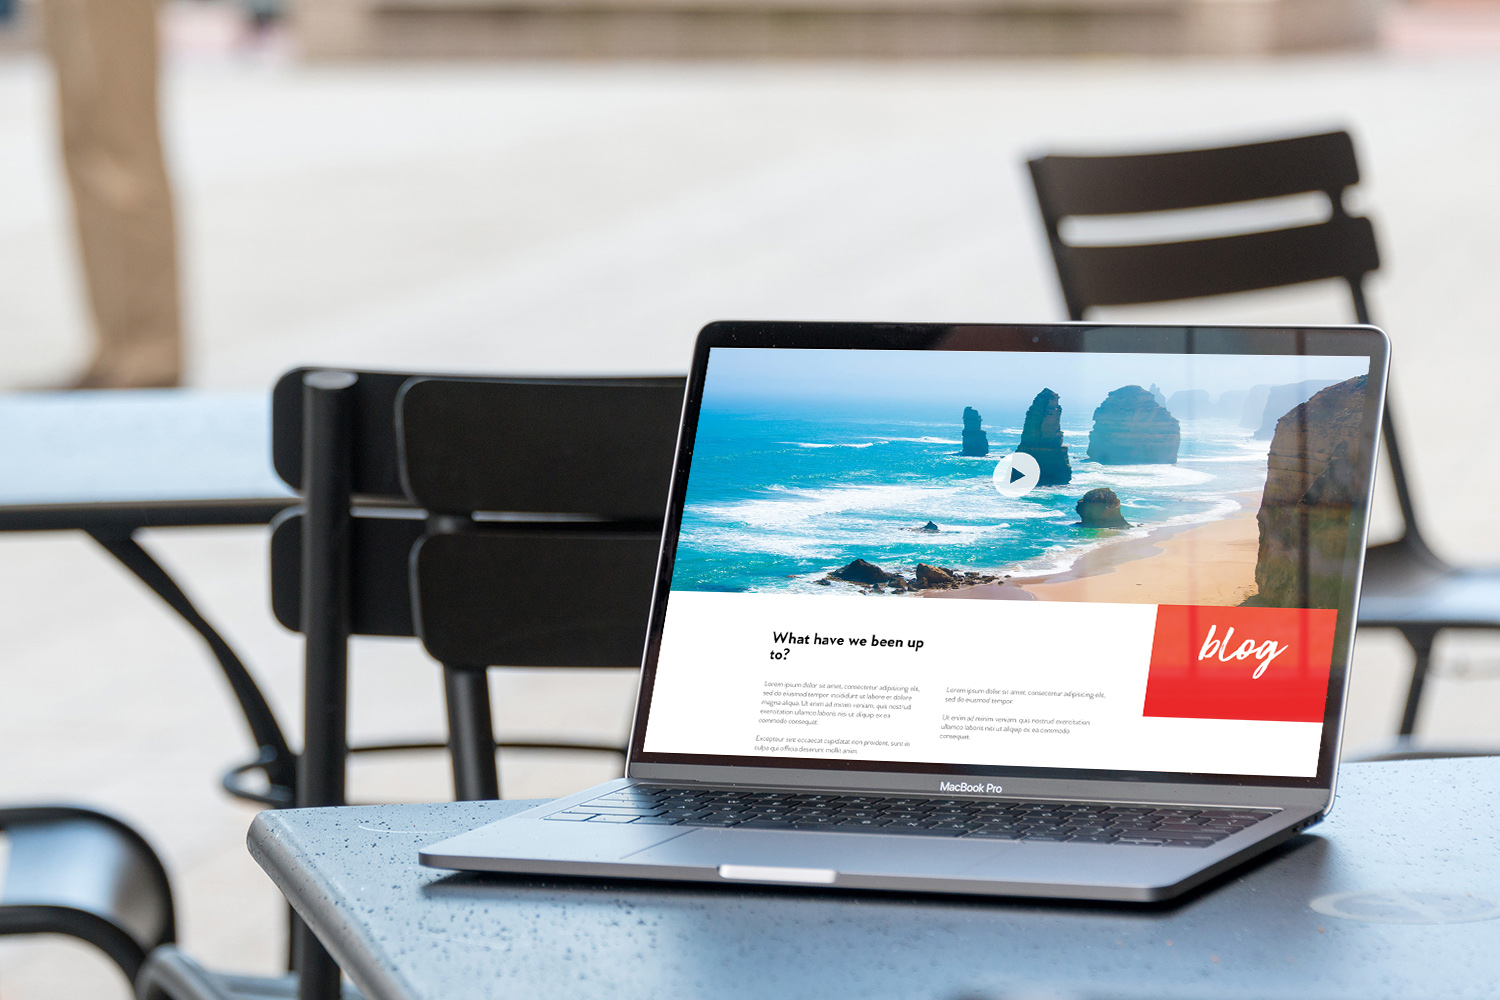 What have we been up
to?
Lorem ipsum dolor sit amet, consectetur adipisicing elit,
sed do eiusmod tempor incididunt ut labore et dolore
magna aliqua. Ut enim ad minim veniam, quis nostrud
exercitation ullamco laboris nisi ut aliquip ex ea
commodo consequat.
Excepteur sint occaecat cupidatat non proident, sunt in
culpa qui officia deserunt mollit anim.
Lorem ipsum dolor sit amet, consectetur adipisicing elit,
sed do eiusmod tempor
Ut enim ad minim veniam, quis nostrud exercitation
ullamco laboris nisi ut aliquip ex ea commodo
consequat.
blog
MacBook Pro